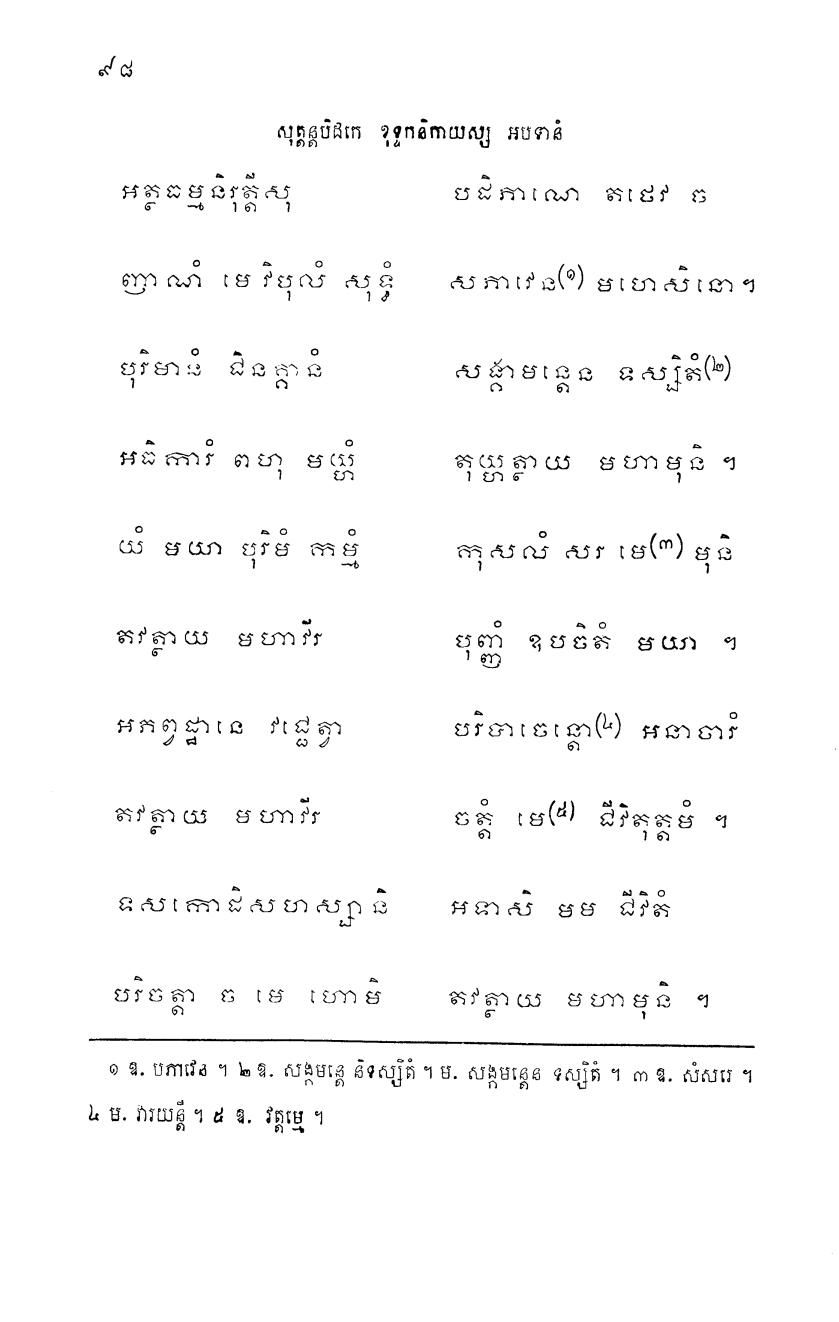 ៩៨
សុត្តន្តបិដកេ ខុទ្ទកនិកាយស្ស អបទានំ
អត្ថធម្មនិរុត្តីសុ បដិភាណេ តថេវ ច
ញាណំ មេ វិបុលំ សុទ្ធំ សភាវេន(១) មហេសិនោ។
បុរិមានំ ជិនគ្គានំ សង្គាមន្តេន ទស្សិតំ(២)
អធិការំ ពហុ មយ្ហំ តុយ្ហត្ថាយ មហាមុនិ ។
យំ មយា បុរិមំ កម្មំ កុសលំ សរ មេ(៣) មុនិ
តវត្ថាយ មហាវីរ បុញ្ញំ ឧបចិតំ មយា ។
អភព្វដ្ឋានេ វជ្ជេត្វា បរិបាចេន្តោ(៤) អនាចារំ
តវត្ថាយ មហាវីរ ចត្តំ មេ(៥) ជីវិតុត្តមំ ។
ទសកោដិសហស្សានិ អទាសិ មម ជីវិតំ
បរិចត្តា ច មេ ហោមិ តវត្ថាយ មហាមុនិ ។
១ ឱ. បភាវេន ។ ២ ឱ. សង្កមន្តេ និទស្សិតំ ។ ម. សង្កមន្តេន ទស្សិតំ ។ ៣ ឱ. សំសរេ ។
៤ ម. វារយន្តី ។ ៥ ឱ. វត្តម្មេ ។